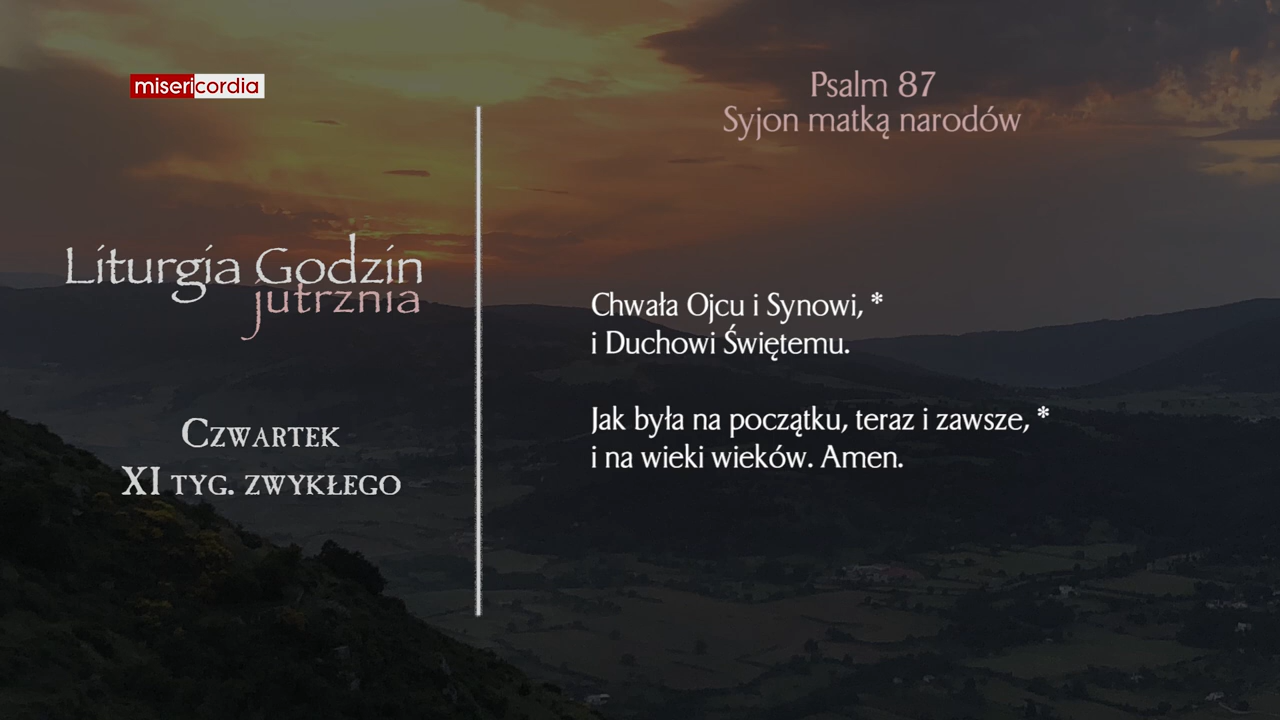 misericordia
Liturgia Godzin
jutrznia
Czwartek
XI tyg. zwykłego
Psalm 87
Syjon matką narodów
Chwała Ojcu i Synowi, *
i Duchowi Świętemu.
Jak była na początku, teraz i zawsze, *
i na wieki wieków. Amen.